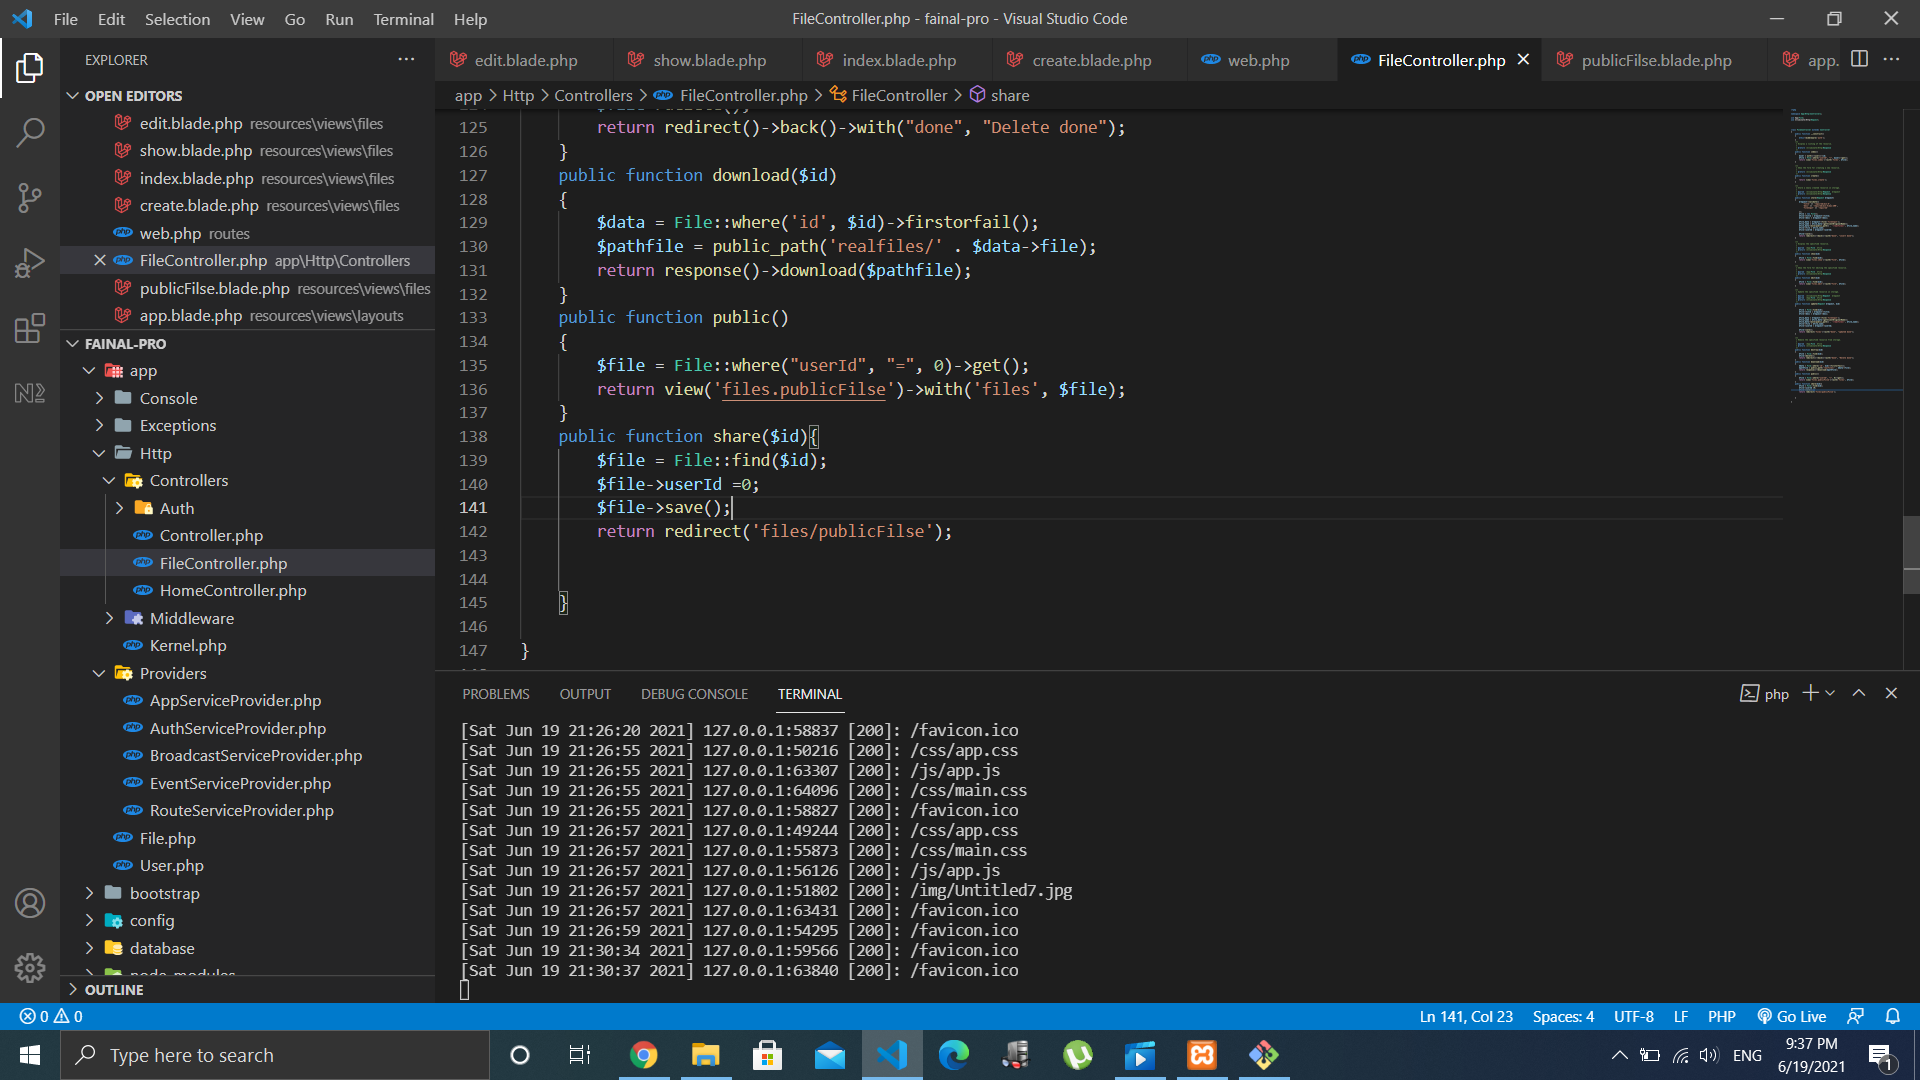 File Edit Selection View Go Run Terminal Help
FileController.php - fainal-pro - Visual Studio Code
EXPLORER
OPEN EDITORS
edit.blade.php resources\views\files
show.blade.php resources\views\files
index.blade.php resources\views\files
create.blade.php resources\views\files
web.php routes
FileController.php app\Http\Controllers
publicFilse.blade.php resources\views\files
app.blade.php resources\views\layouts
FAINAL-PRO
app
Console
Exceptions
Http
Controllers
Auth
Controller.php
FileController.php
HomeController.php
Middleware
Kernel.php
Providers
AppServiceProvider.php
AuthServiceProvider.php
BroadcastServiceProvider.php
EventServiceProvider.php
RouteServiceProvider.php
File.php
User.php
bootstrap
config
database
node_modules
OUTLINE
edit.blade.php show.blade.php index.blade.php create.blade.php web.php FileController.php publicFilse.blade.php app.
app > Http > Controllers > FileController.php > FileController > share
125 return redirect()->back()->with("done", "Delete done");
126 }
127 public function download($id)
128 {
129 $data = File::where('id', $id)->firstorfail();
130 $pathfile = public_path('realfiles/' . $data->file);
131 return response()->download($pathfile);
132 }
133 public function public()
134 {
135 $file = File::where("userId", "=", 0)->get();
136 return view('files.publicFilse')->with('files', $file);
137 }
138 public function share($id){
139 $file = File::find($id);
140 $file->userId =0;
141 $file->save();
142 return redirect('files/publicFilse');
143
144
145 }
146
147 }
PROBLEMS OUTPUT DEBUG CONSOLE TERMINAL
php
[Sat Jun 19 21:26:20 2021] 127.0.0.1:58837 [200]: /favicon.ico
[Sat Jun 19 21:26:55 2021] 127.0.0.1:50216 [200]: /css/app.css
[Sat Jun 19 21:26:55 2021] 127.0.0.1:63307 [200]: /js/app.js
[Sat Jun 19 21:26:55 2021] 127.0.0.1:64096 [200]: /css/main.css
[Sat Jun 19 21:26:55 2021] 127.0.0.1:58827 [200]: /favicon.ico
[Sat Jun 19 21:26:57 2021] 127.0.0.1:49244 [200]: /css/app.css
[Sat Jun 19 21:26:57 2021] 127.0.0.1:55873 [200]: /css/main.css
[Sat Jun 19 21:26:57 2021] 127.0.0.1:56126 [200]: /js/app.js
[Sat Jun 19 21:26:57 2021] 127.0.0.1:51802 [200]: /img/Untitled7.jpg
[Sat Jun 19 21:26:57 2021] 127.0.0.1:63431 [200]: /favicon.ico
[Sat Jun 19 21:26:59 2021] 127.0.0.1:54295 [200]: /favicon.ico
[Sat Jun 19 21:30:34 2021] 127.0.0.1:59566 [200]: /favicon.ico
[Sat Jun 19 21:30:37 2021] 127.0.0.1:63840 [200]: /favicon.ico
0 0
Ln 141, Col 23 Spaces: 4 UTF-8 LF PHP Go Live
Type here to search
ENG
9:37 PM
6/19/2021
1